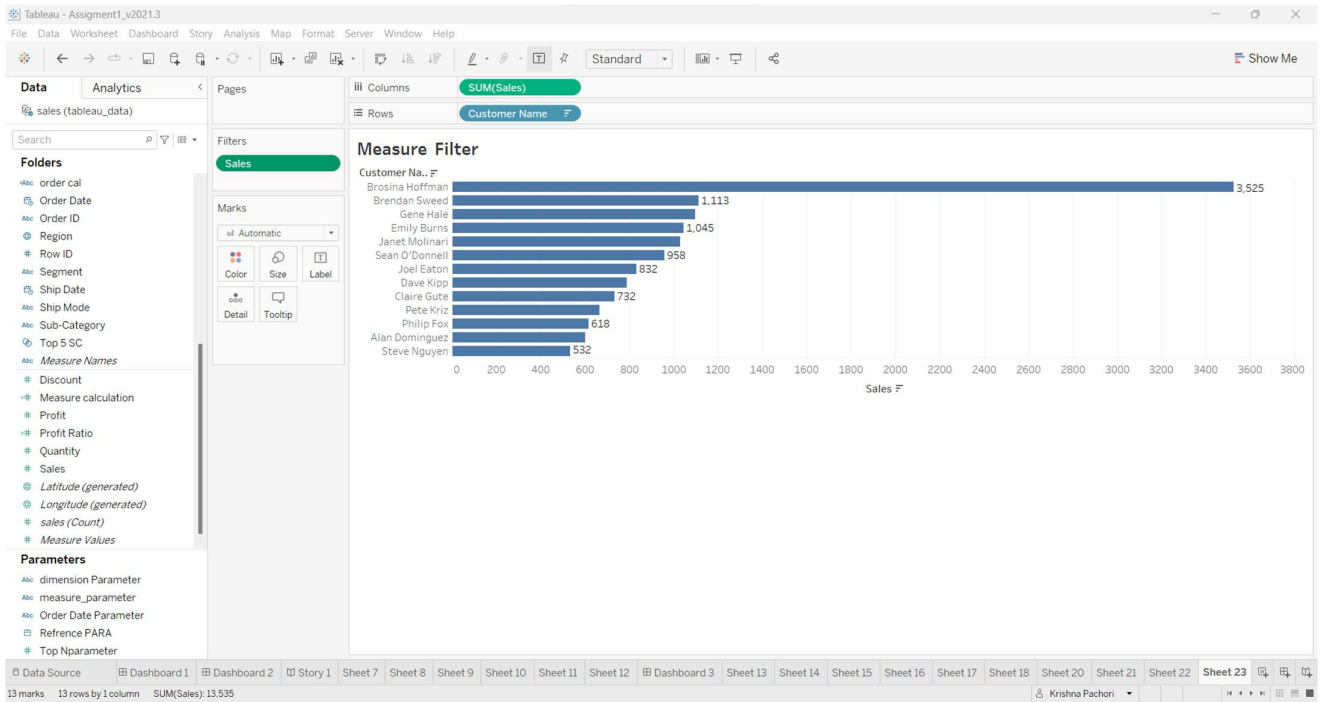 Tableau - Assigment1_v2021.3
File Data Worksheet Dashboard Story Analysis Map Format Server Window Help
Standard
Show Me
Data Analytics
sales (tableau_data)
Search
Folders
Abc order cal
Order Date
Abc Order ID
Region
# Row ID
Abc Segment
Ship Date
Abc Ship Mode
Abc Sub-Category
Top 5 SC
Abc Measure Names
# Discount
# Measure calculation
# Profit
# Profit Ratio
# Quantity
# Sales
Latitude (generated)
Longitude (generated)
# sales (Count)
# Measure Values
Parameters
Abc dimension Parameter
Abc measure_parameter
Abc Order Date Parameter
Refrence PARA
# Top Nparameter
Pages
Filters
Sales
Marks
Automatic
Color Size Label
Detail Tooltip
Columns SUM(Sales)
Rows Customer Name
Measure Filter
Customer Na..
Brosina Hoffman 3,525
Brendan Sweed 1,113
Gene Hale
Emily Burns 1,045
Janet Molinari
Sean O'Donnell 958
Joel Eaton 832
Dave Kipp
Claire Gute 732
Pete Kriz
Philip Fox 618
Alan Dominguez
Steve Nguyen 532
0 200 400 600 800 1000 1200 1400 1600 1800 2000 2200 2400 2600 2800 3000 3200 3400 3600 3800
Sales
Data Source Dashboard 1 Dashboard 2 Story 1 Sheet 7 Sheet 8 Sheet 9 Sheet 10 Sheet 11 Sheet 12 Dashboard 3 Sheet 13 Sheet 14 Sheet 15 Sheet 16 Sheet 17 Sheet 18 Sheet 20 Sheet 21 Sheet 22 Sheet 23
13 marks 13 rows by 1 column SUM(Sales): 13,535 Krishna Pachori